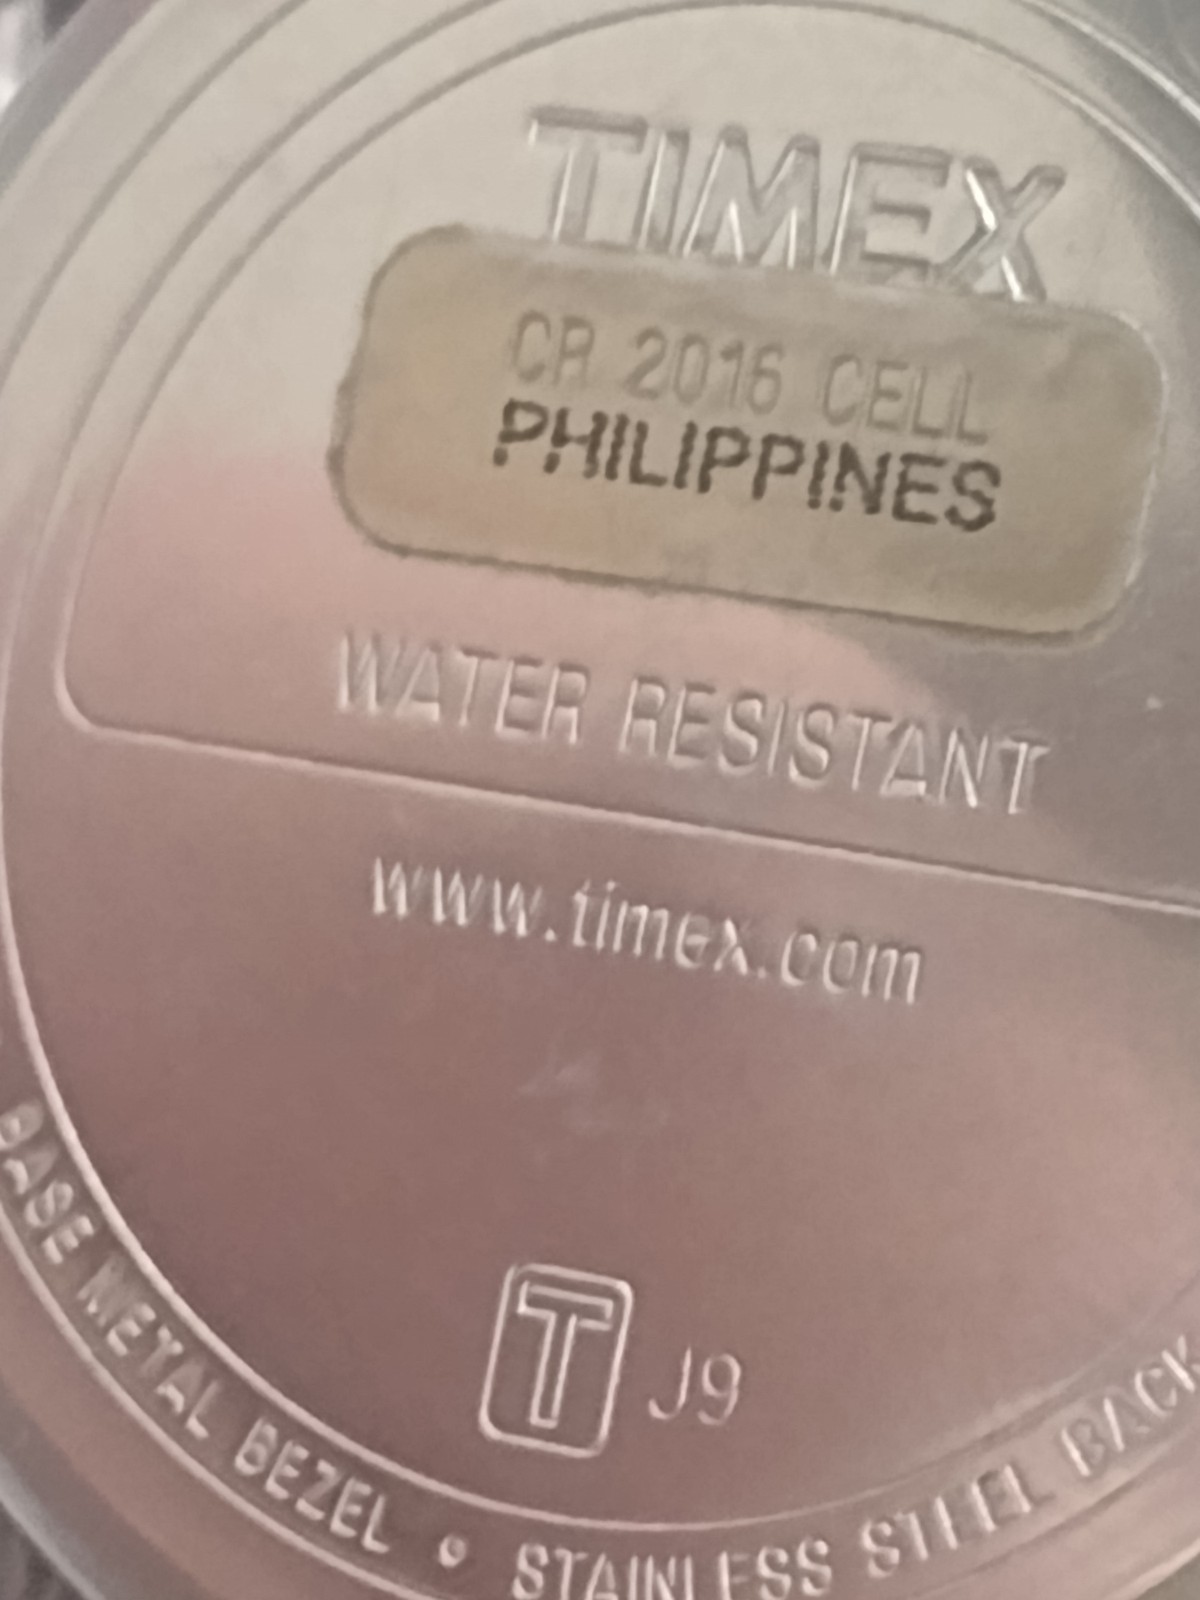 TIMEX
CR 2016 CELL
PHILIPPINES
WATER RESISTANT
www.timex.com
T J9
BASE METAL BEZEL • STAINLESS STEEL BACK